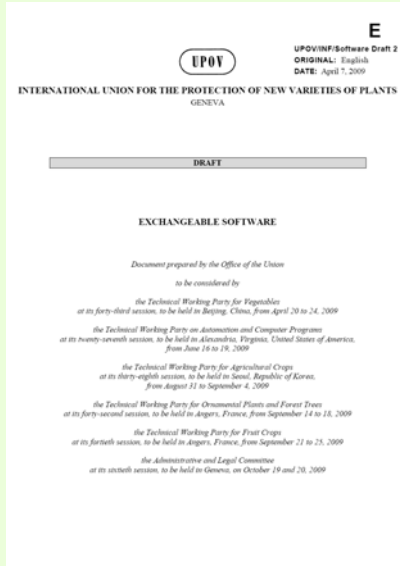 E
UPOV
UPOV/INF/Software Draft 2
ORIGINAL: English
DATE: April 7, 2009
INTERNATIONAL UNION FOR THE PROTECTION OF NEW VARIETIES OF PLANTS
GENEVA
DRAFT
EXCHANGEABLE SOFTWARE
Document prepared by the Office of the Union
to be considered by
the Technical Working Party for Vegetables
at its forty-third session, to be held in Beijing, China, from April 20 to 24, 2009
the Technical Working Party on Automation and Computer Programs
at its twenty-seventh session, to be held in Alexandria, Virginia, United States of America,
from June 16 to 19, 2009
the Technical Working Party for Agricultural Crops
at its thirty-eighth session, to be held in Seoul, Republic of Korea,
from August 31 to September 4, 2009
the Technical Working Party for Ornamental Plants and Forest Trees
at its forty-second session, to be held in Angers, France, from September 14 to 18, 2009
the Technical Working Party for Fruit Crops
at its fortieth session, to be held in Angers, France, from September 21 to 25, 2009
the Administrative and Legal Committee
at its sixtieth session, to be held in Geneva, on October 19 and 20, 2009